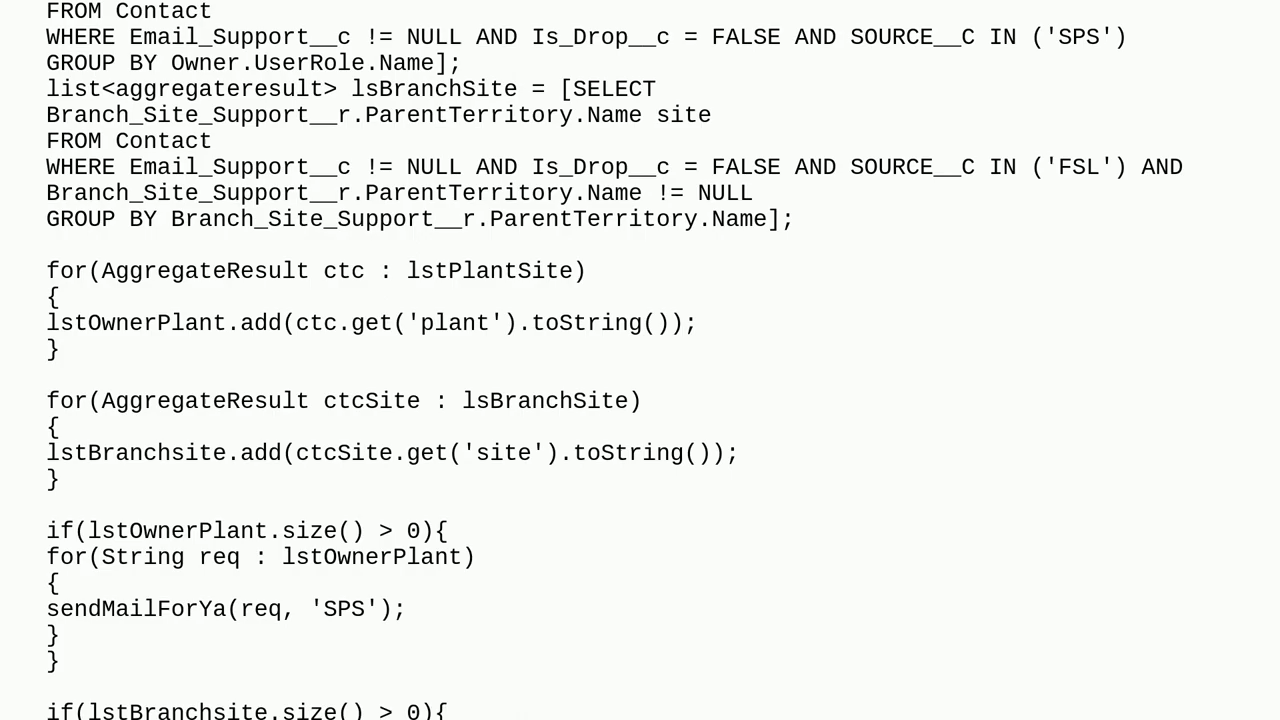 FROM Contact
WHERE Email_Support__c != NULL AND Is_Drop__c = FALSE AND SOURCE__C IN ('SPS')
GROUP BY Owner.UserRole.Name];
list<aggregateresult> lsBranchSite = [SELECT
Branch_Site_Support__r.ParentTerritory.Name site
FROM Contact
WHERE Email_Support__c != NULL AND Is_Drop__c = FALSE AND SOURCE__C IN ('FSL') AND
Branch_Site_Support__r.ParentTerritory.Name != NULL
GROUP BY Branch_Site_Support__r.ParentTerritory.Name];

for(AggregateResult ctc : lstPlantSite)
{
lstOwnerPlant.add(ctc.get('plant').toString());
}

for(AggregateResult ctcSite : lsBranchSite)
{
lstBranchsite.add(ctcSite.get('site').toString());
}

if(lstOwnerPlant.size() > 0){
for(String req : lstOwnerPlant)
{
sendMailForYa(req, 'SPS');
}
}

if(lstBranchsite.size() > 0){